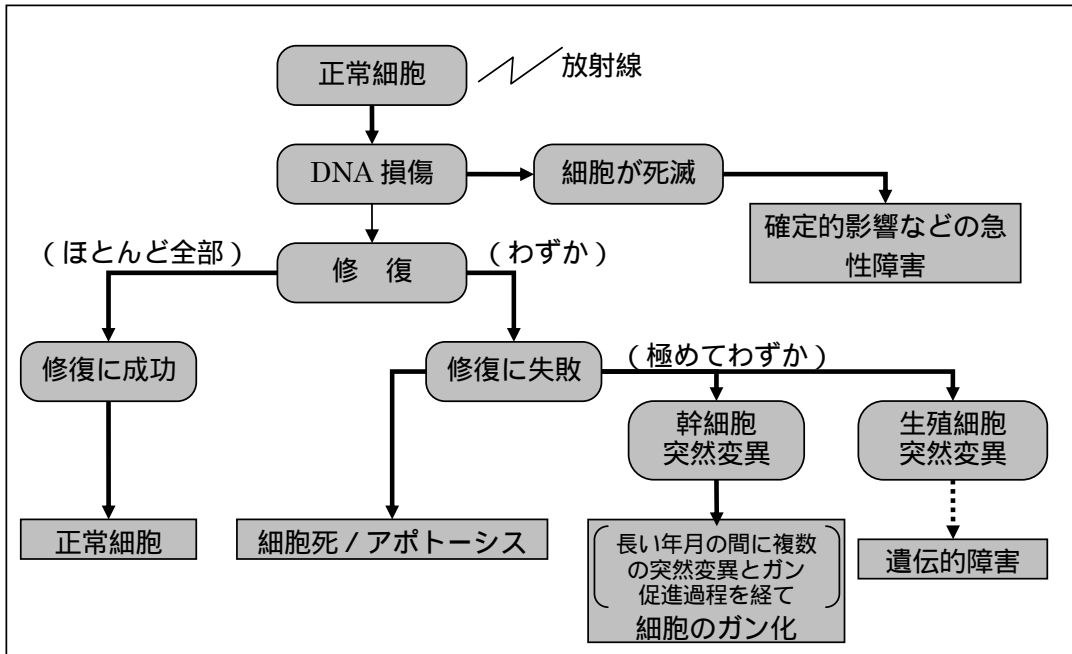 正常細胞
放射線
DNA 損傷
細胞が死滅
確定的影響などの急
性障害
(ほとんど全部)
修 復
(わずか)
修復に成功
修復に失敗
(極めてわずか)
幹細胞
突然変異
生殖細胞
突然変異
正常細胞
細胞死/アポトーシス
長い年月の間に複数
の突然変異とガン
促進過程を経て
細胞のガン化
遺伝的障害